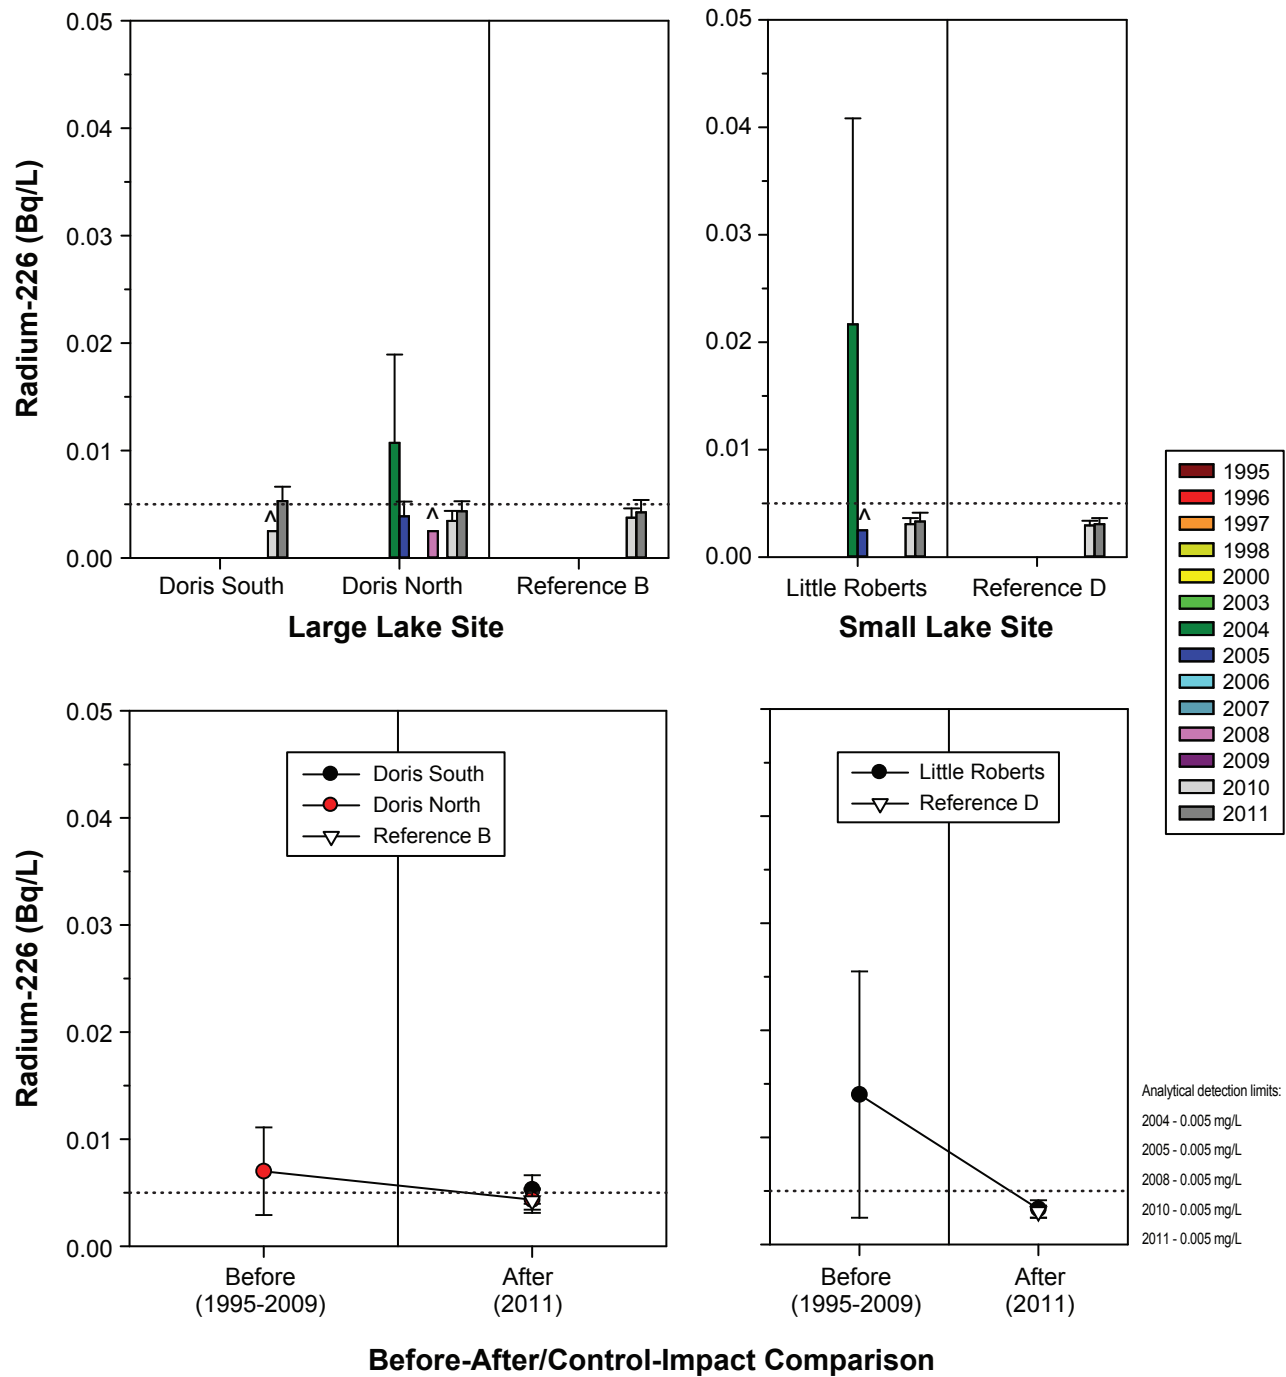 Radium-226 (Bq/L)
0.05
0.04
0.03
0.02
0.01
0.00
^
^
Doris South
Doris North
Reference B
Large Lake Site
0.05
0.04
0.03
0.02
0.01
0.00
^
Little Roberts
Reference D
Small Lake Site
1995
1996
1997
1998
2000
2003
2004
2005
2006
2007
2008
2009
2010
2011
Radium-226 (Bq/L)
0.05
0.04
0.03
0.02
0.01
0.00
Doris South
Doris North
Reference B
Before
(1995-2009)
After
(2011)
Little Roberts
Reference D
Before
(1995-2009)
After
(2011)
Analytical detection limits:
2004 - 0.005 mg/L
2005 - 0.005 mg/L
2008 - 0.005 mg/L
2010 - 0.005 mg/L
2011 - 0.005 mg/L
Before-After/Control-Impact Comparison